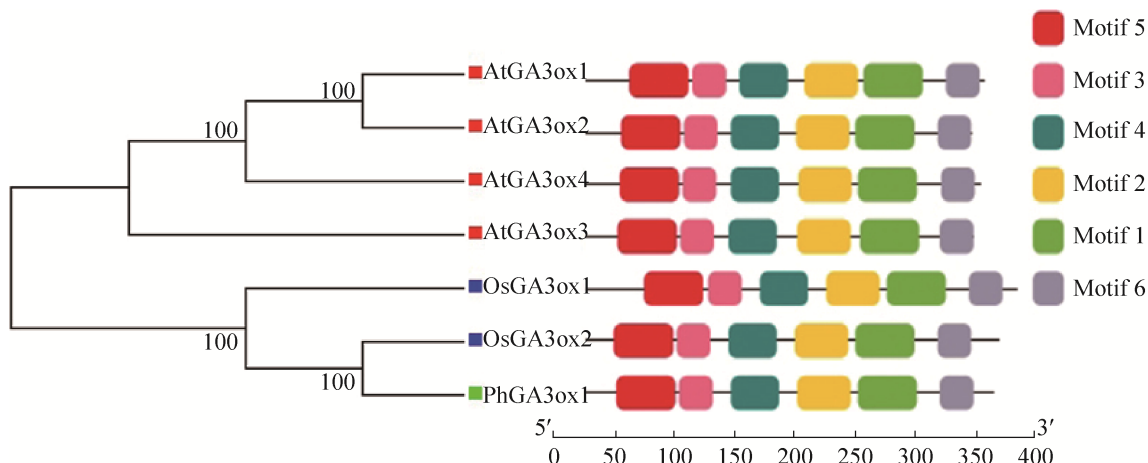 Motif 5
AtGA3ox1
Motif 3
100
AtGA3ox2
Motif 4
100
AtGA3ox4
Motif 2
AtGA3ox3
Motif 1
OsGA3ox1
Motif 6
100
OsGA3ox2
100
PhGA3ox1
5′ 3′
0 50 100 150 200 250 300 350 400